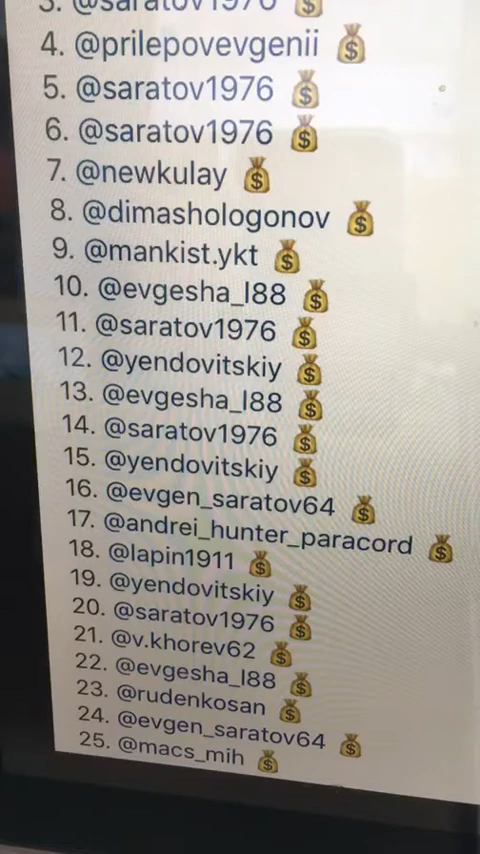 3. @saratov1976 💰
4. @prilepovevgenii 💰
5. @saratov1976 💰
6. @saratov1976 💰
7. @newkulay 💰
8. @dimashologonov 💰
9. @mankist.ykt 💰
10. @evgesha_l88 💰
11. @saratov1976 💰
12. @yendovitskiy 💰
13. @evgesha_l88 💰
14. @saratov1976 💰
15. @yendovitskiy 💰
16. @evgen_saratov64 💰
17. @andrei_hunter_paracord 💰
18. @lapin1911 💰
19. @yendovitskiy 💰
20. @saratov1976 💰
21. @v.khorev62 💰
22. @evgesha_l88 💰
23. @rudenkosan 💰
24. @evgen_saratov64 💰
25. @macs_mih 💰